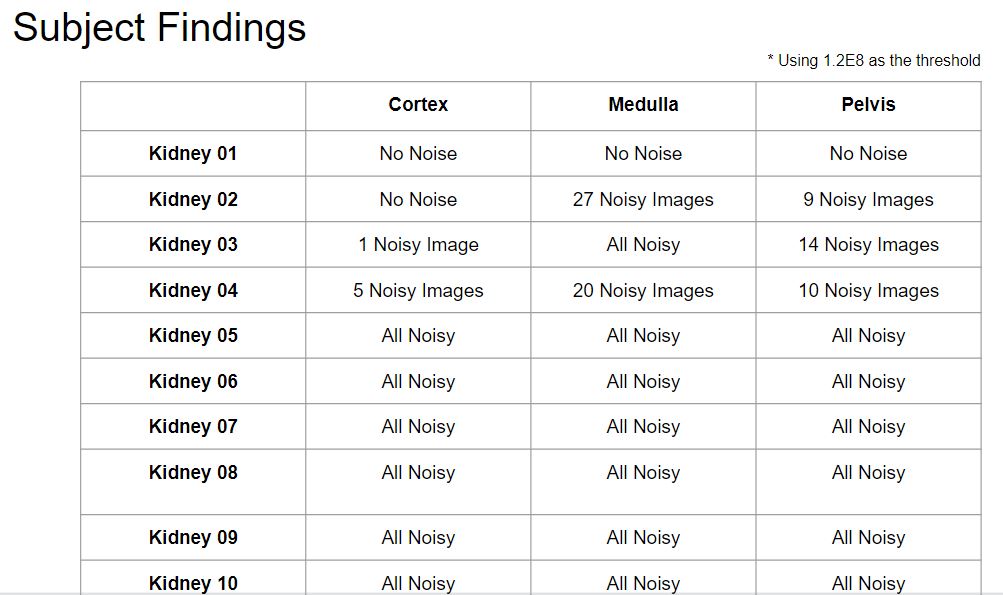 Subject Findings
* Using 1.2E8 as the threshold
Cortex Medulla Pelvis
Kidney 01 No Noise No Noise No Noise
Kidney 02 No Noise 27 Noisy Images 9 Noisy Images
Kidney 03 1 Noisy Image All Noisy 14 Noisy Images
Kidney 04 5 Noisy Images 20 Noisy Images 10 Noisy Images
Kidney 05 All Noisy All Noisy All Noisy
Kidney 06 All Noisy All Noisy All Noisy
Kidney 07 All Noisy All Noisy All Noisy
Kidney 08 All Noisy All Noisy All Noisy
Kidney 09 All Noisy All Noisy All Noisy
Kidney 10 All Noisy All Noisy All Noisy